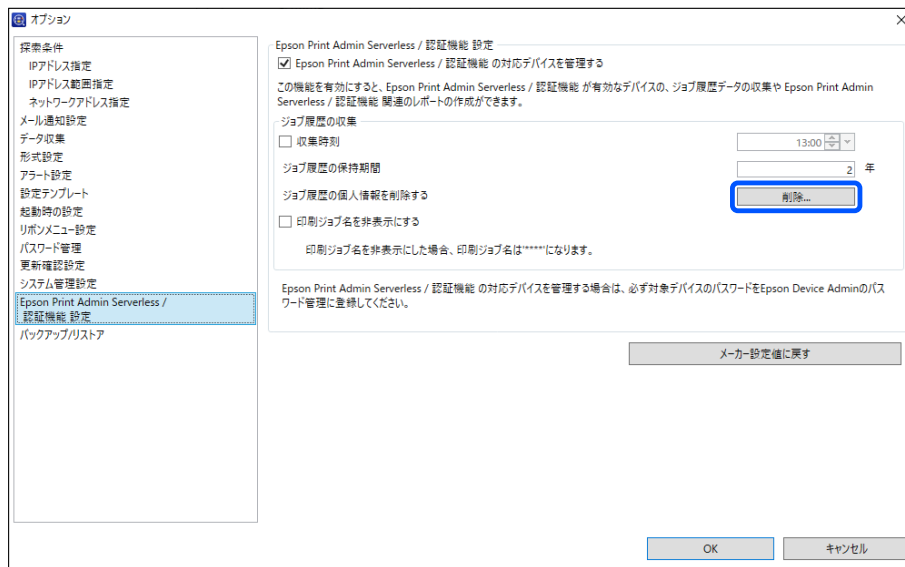 オプション
探索条件
IPアドレス指定
IPアドレス範囲指定
ネットワークアドレス指定
メール通知設定
データ収集
形式設定
アラート設定
設定テンプレート
起動時の設定
リボンメニュー設定
パスワード管理
更新確認設定
システム管理設定
Epson Print Admin Serverless /
認証機能 設定
バックアップ/リストア
Epson Print Admin Serverless / 認証機能 設定
Epson Print Admin Serverless / 認証機能 の対応デバイスを管理する
この機能を有効にすると、Epson Print Admin Serverless / 認証機能 が有効なデバイスの、ジョブ履歴データの収集や Epson Print Admin
Serverless / 認証機能 関連のレポートの作成ができます。
ジョブ履歴の収集
収集時刻
13:00
ジョブ履歴の保持期間
2 年
ジョブ履歴の個人情報を削除する
削除...
印刷ジョブ名を非表示にする
印刷ジョブ名を非表示にした場合、印刷ジョブ名は"****"になります。
Epson Print Admin Serverless / 認証機能 の対応デバイスを管理する場合は、必ず対象デバイスのパスワードをEpson Device Adminのパス
ワード管理に登録してください。
メーカー設定値に戻す
OK
キャンセル